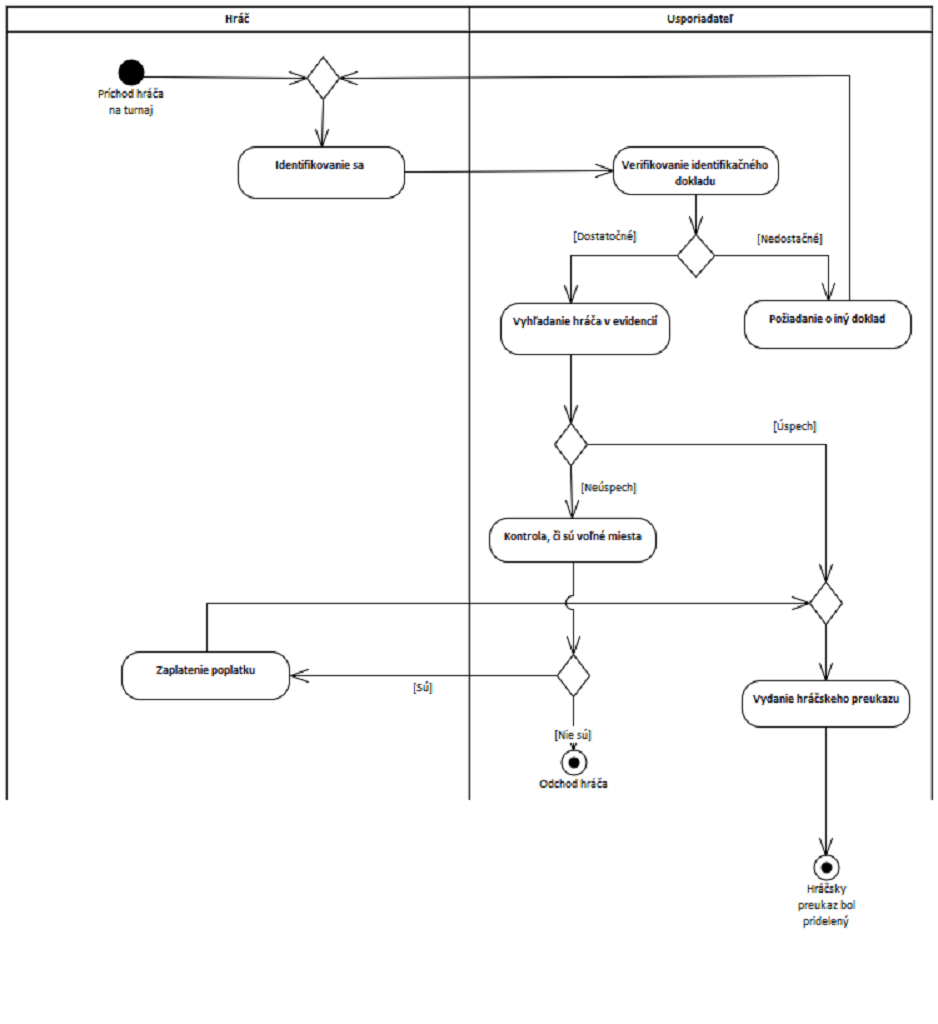 Hráč
Usporiadateľ
Príchod hráča
na turnaj
Identifikovanie sa
Verifikovanie identifikačného
dokladu
[Dostatočné]
[Nedostačné]
Vyhľadanie hráča v evidencií
Požiadanie o iný doklad
[Úspech]
[Neúspech]
Kontrola, či sú voľné miesta
Zaplatenie poplatku
[Sú]
Vydanie hráčskeho preukazu
[Nie sú]
Odchod hráča
Hráčsky
preukaz bol
pridelený